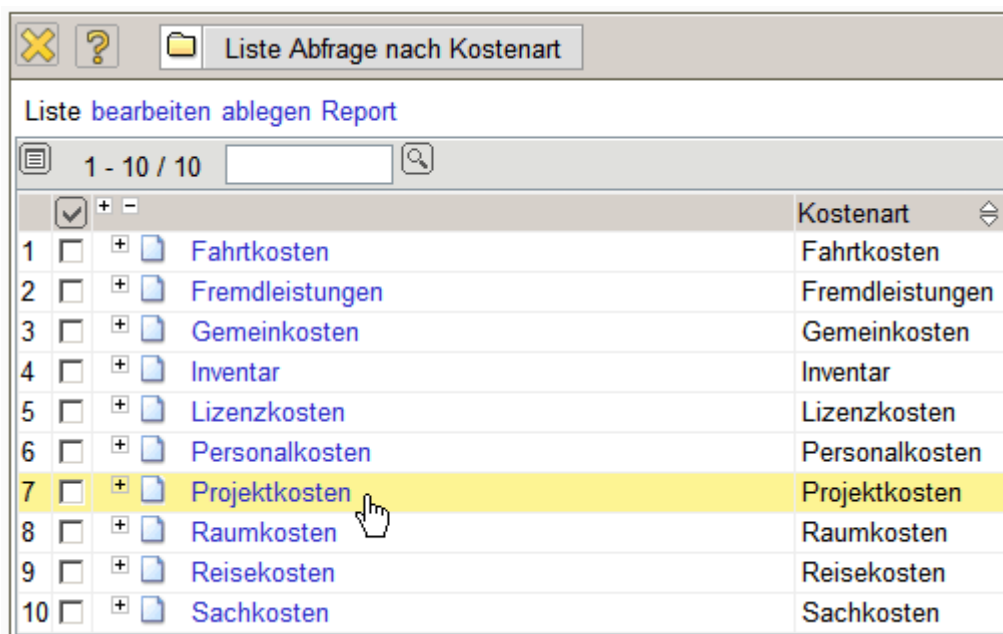 Liste Abfrage nach Kostenart
Liste bearbeiten ablegen Report
1 - 10 / 10
Kostenart
1 Fahrtkosten Fahrtkosten
2 Fremdleistungen Fremdleistungen
3 Gemeinkosten Gemeinkosten
4 Inventar Inventar
5 Lizenzkosten Lizenzkosten
6 Personalkosten Personalkosten
7 Projektkosten Projektkosten
8 Raumkosten Raumkosten
9 Reisekosten Reisekosten
10 Sachkosten Sachkosten